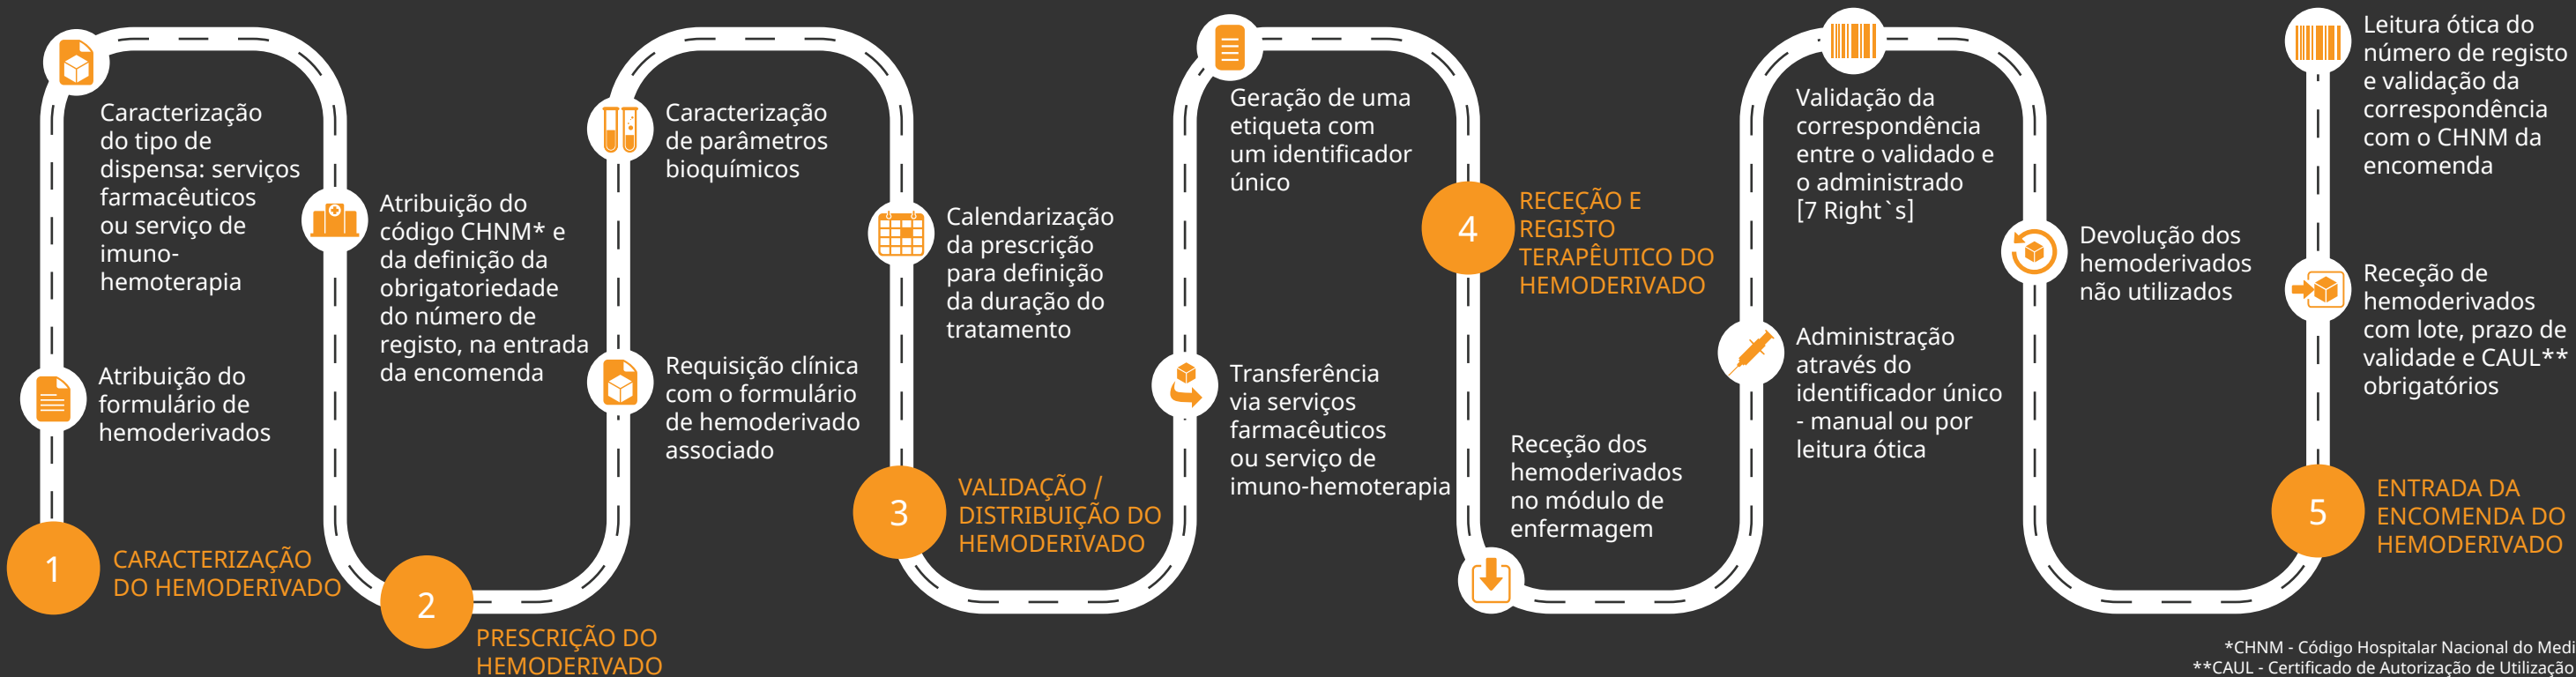 Caracterização
do tipo de
dispensa: serviços
farmacêuticos
ou serviço de
imuno-
hemoterapia
Atribuição do
formulário de
hemoderivados
1
CARACTERIZAÇÃO
DO HEMODERIVADO
Atribuição do
código CHNM* e
da definição da
obrigatoriedade
do número de
registo, na entrada
da encomenda
2
PRESCRIÇÃO DO
HEMODERIVADO
Caracterização
de parâmetros
bioquímicos
Requisição clínica
com o formulário
de hemoderivado
associado
Calendarização
da prescrição
para definição
da duração do
tratamento
3
VALIDAÇÃO /
DISTRIBUIÇÃO DO
HEMODERIVADO
Geração de uma
etiqueta com
um identificador
único
Transferência
via serviços
farmacêuticos
ou serviço de
imuno-hemoterapia
4
RECEÇÃO E
REGISTO
TERAPÊUTICO DO
HEMODERIVADO
Receção dos
hemoderivados
no módulo de
enfermagem
Validação da
correspondência
entre o validado e
o administrado
[7 Right`s]
Administração
através do
identificador único
- manual ou por
leitura ótica
Devolução dos
hemoderivados
não utilizados
Leitura ótica do
número de registo
e validação da
correspondência
com o CHNM da
encomenda
Receção de
hemoderivados
com lote, prazo de
validade e CAUL**
obrigatórios
5
ENTRADA DA
ENCOMENDA DO
HEMODERIVADO
*CHNM - Código Hospitalar Nacional do Medi
**CAUL - Certificado de Autorização de Utilização